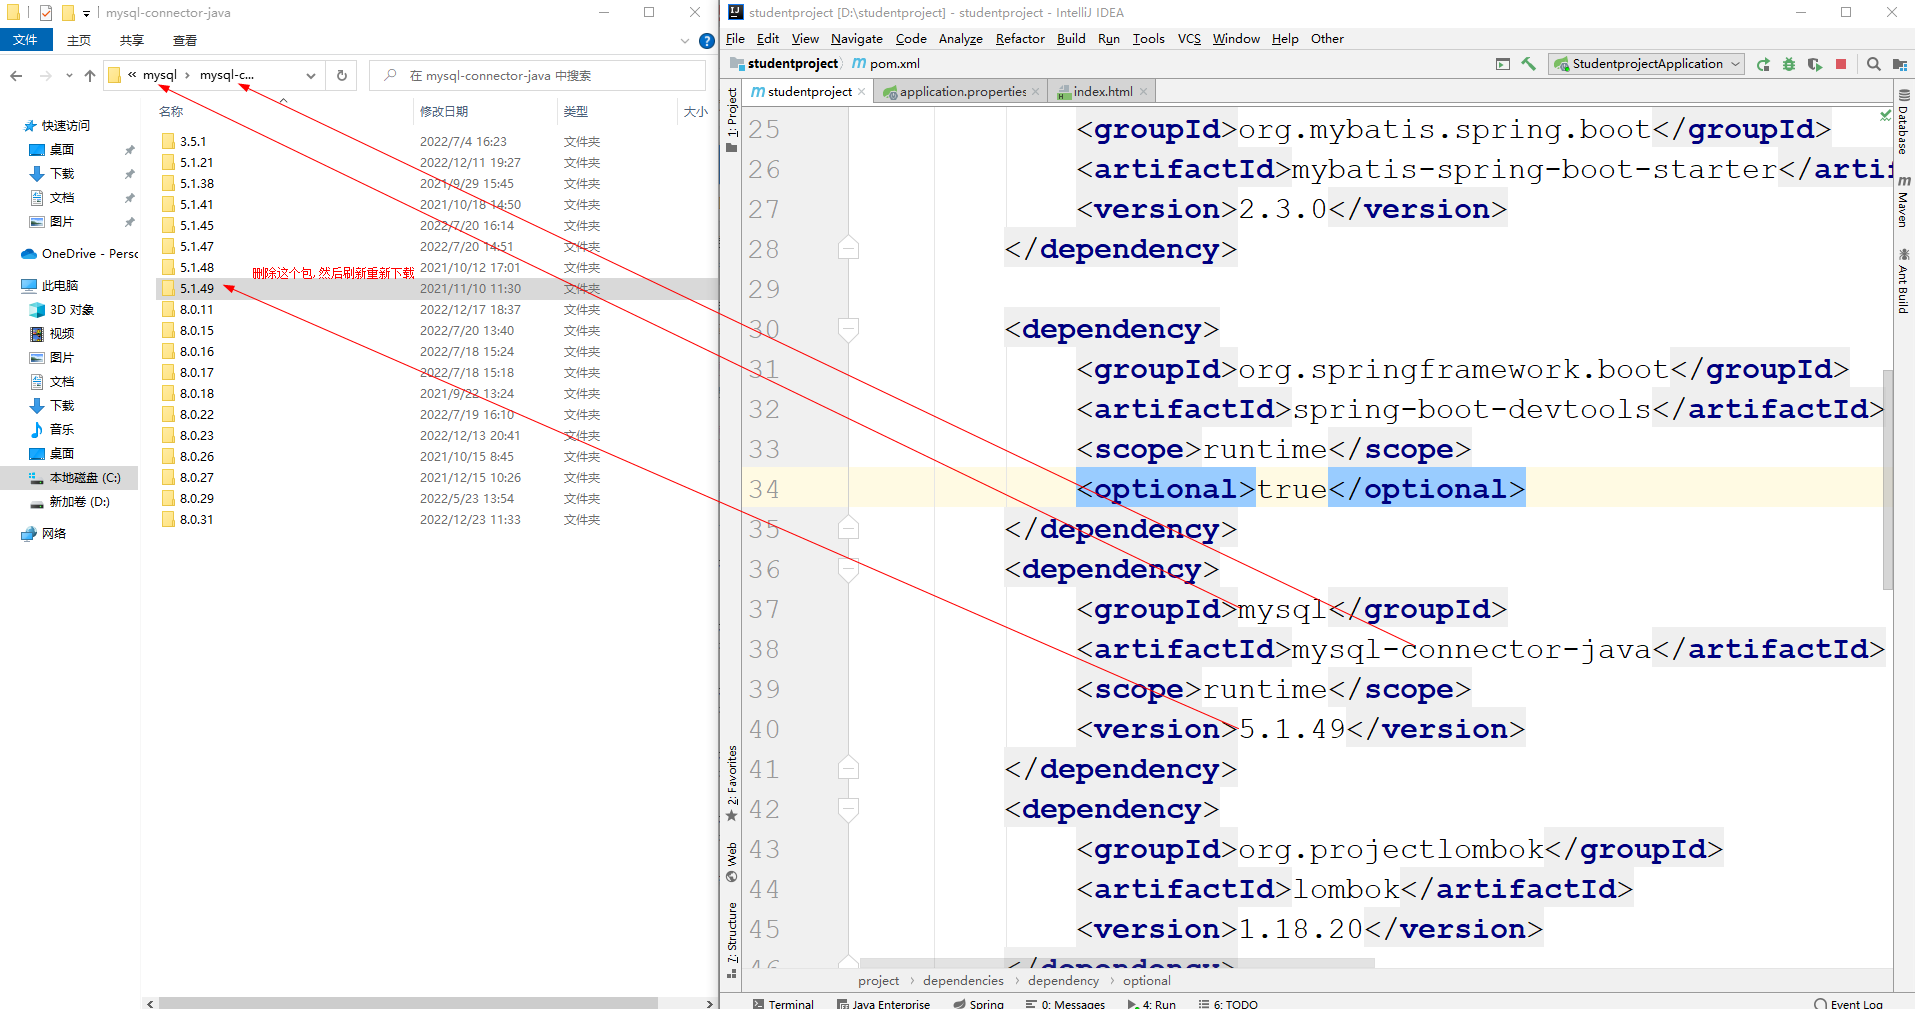 mysql-connector-java
文件 主页 共享 查看
« mysql › mysql-c... 在 mysql-connector-java 中搜索
名称 修改日期 类型 大小
快速访问
桌面
下载
文档
图片
OneDrive - Persc
此电脑
3D 对象
视频
图片
文档
下载
音乐
桌面
本地磁盘 (C:)
新加卷 (D:)
网络
3.5.1 2022/7/4 16:23 文件夹
5.1.21 2022/12/11 19:27 文件夹
5.1.38 2021/9/29 15:45 文件夹
5.1.41 2021/10/18 14:50 文件夹
5.1.45 2022/7/20 16:14 文件夹
5.1.47 2022/7/20 14:51 文件夹
5.1.48 2021/10/12 17:01 文件夹
删除这个包,然后刷新重新下载
5.1.49 2021/11/10 11:30 文件夹
8.0.11 2022/12/17 18:37 文件夹
8.0.15 2022/7/20 13:40 文件夹
8.0.16 2022/7/18 15:24 文件夹
8.0.17 2022/7/18 15:18 文件夹
8.0.18 2021/9/22 13:24 文件夹
8.0.22 2022/7/19 16:10 文件夹
8.0.23 2022/12/13 20:41 文件夹
8.0.26 2021/10/15 8:45 文件夹
8.0.27 2021/12/15 10:26 文件夹
8.0.29 2022/5/23 13:54 文件夹
8.0.31 2022/12/23 11:33 文件夹
studentproject [D:\studentproject] - studentproject - IntelliJ IDEA
File Edit View Navigate Code Analyze Refactor Build Run Tools VCS Window Help Other
studentproject pom.xml StudentprojectApplication
studentproject application.properties index.html
1: Project
2: Favorites
Web
7: Structure
25 <groupId>org.mybatis.spring.boot</groupId>
26 <artifactId>mybatis-spring-boot-starter</artif
27 <version>2.3.0</version>
28 </dependency>
29
30 <dependency>
31 <groupId>org.springframework.boot</groupId>
32 <artifactId>spring-boot-devtools</artifactId>
33 <scope>runtime</scope>
34 <optional>true</optional>
35 </dependency>
36 <dependency>
37 <groupId>mysql</groupId>
38 <artifactId>mysql-connector-java</artifactId>
39 <scope>runtime</scope>
40 <version>5.1.49</version>
41 </dependency>
42 <dependency>
43 <groupId>org.projectlombok</groupId>
44 <artifactId>lombok</artifactId>
45 <version>1.18.20</version>
46 </dependency>
Database
Maven
Ant Build
project › dependencies › dependency › optional
Terminal Java Enterprise Spring 0: Messages 4: Run 6: TODO Event Log